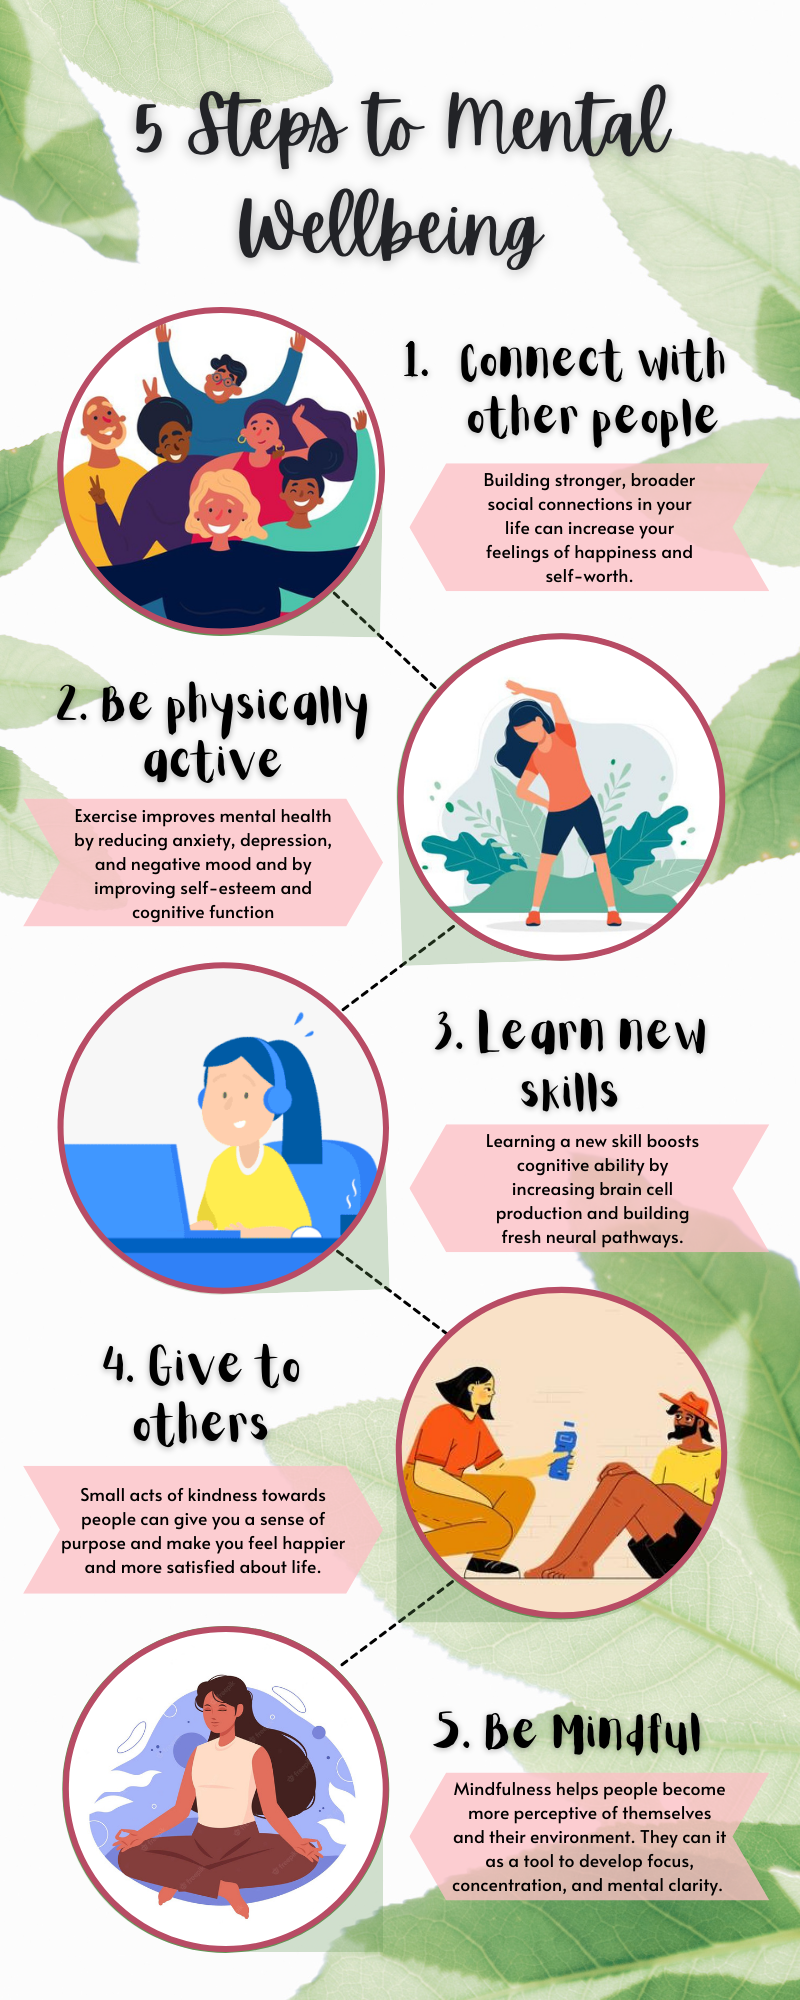 5 Steps to Mental
Wellbeing
1. Connect with
other people
Building stronger, broader
social connections in your
life can increase your
feelings of happiness and
self-worth.
2. Be physically
active
Exercise improves mental health
by reducing anxiety, depression,
and negative mood and by
improving self-esteem and
cognitive function
3. Learn new
skills
Learning a new skill boosts
cognitive ability by
increasing brain cell
production and building
fresh neural pathways.
4. Give to
others
Small acts of kindness towards
people can give you a sense of
purpose and make you feel happier
and more satisfied about life.
5. Be Mindful
Mindfulness helps people become
more perceptive of themselves
and their environment. They can it
as a tool to develop focus,
concentration, and mental clarity.